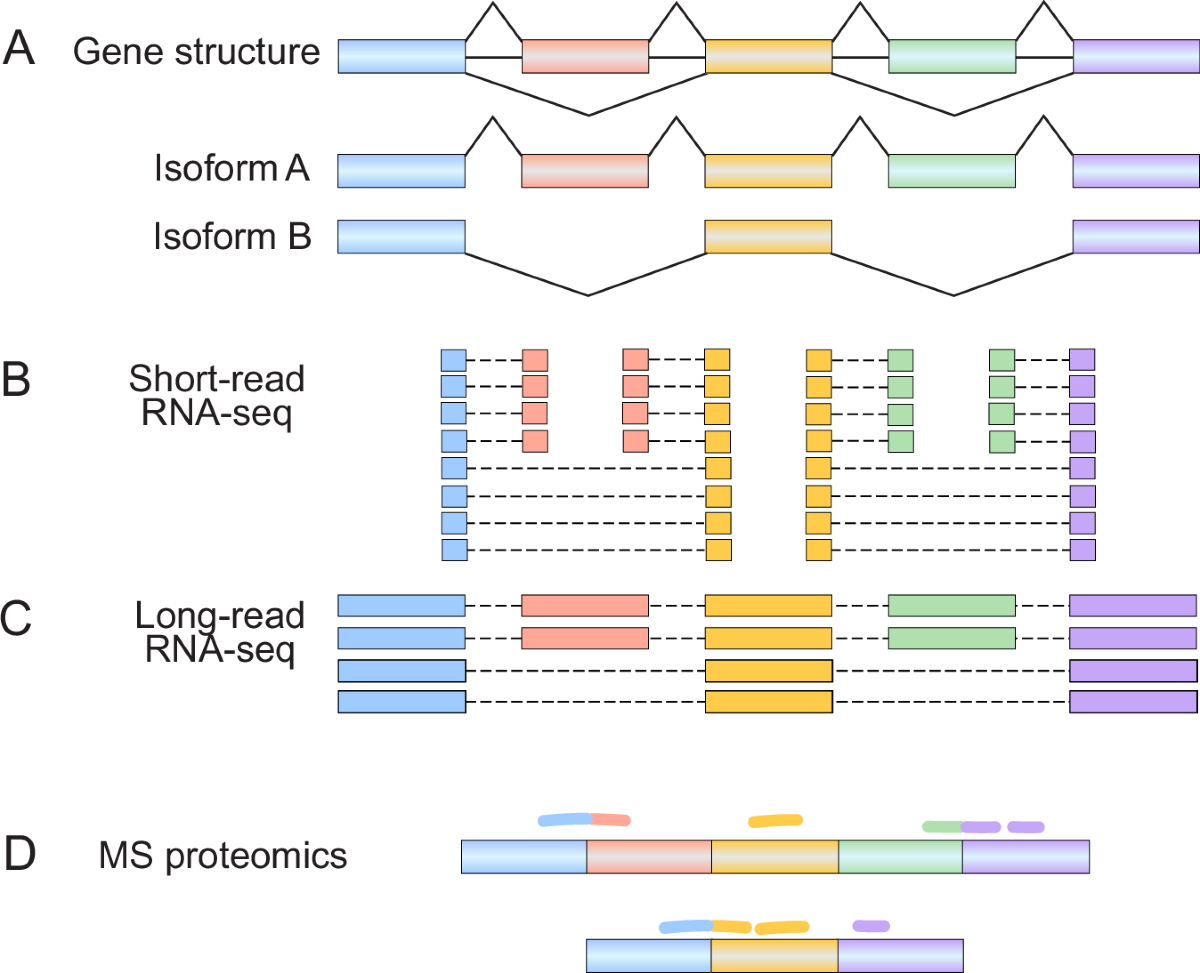 A Gene structure
Isoform A
Isoform B
B Short-read
RNA-seq
C Long-read
RNA-seq
D MS proteomics